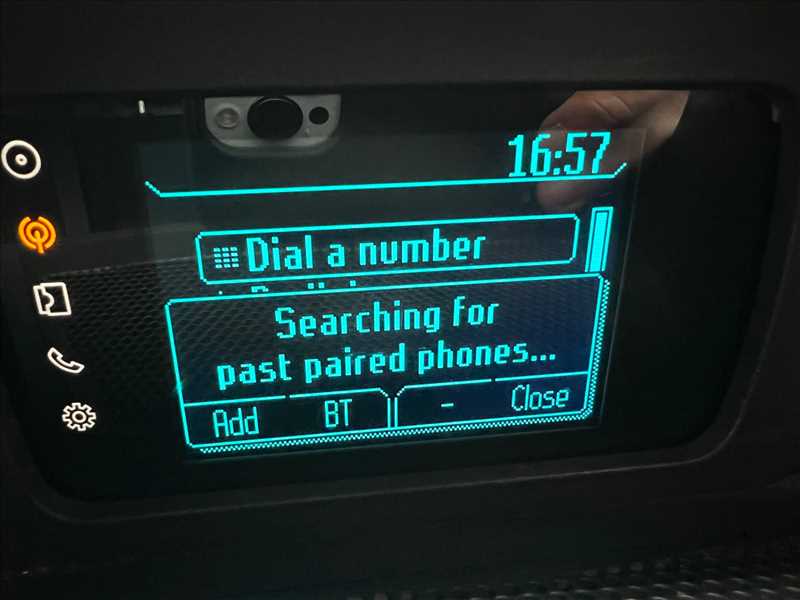 16:57
Dial a number
Searching for
past paired phones...
Add BT - Close